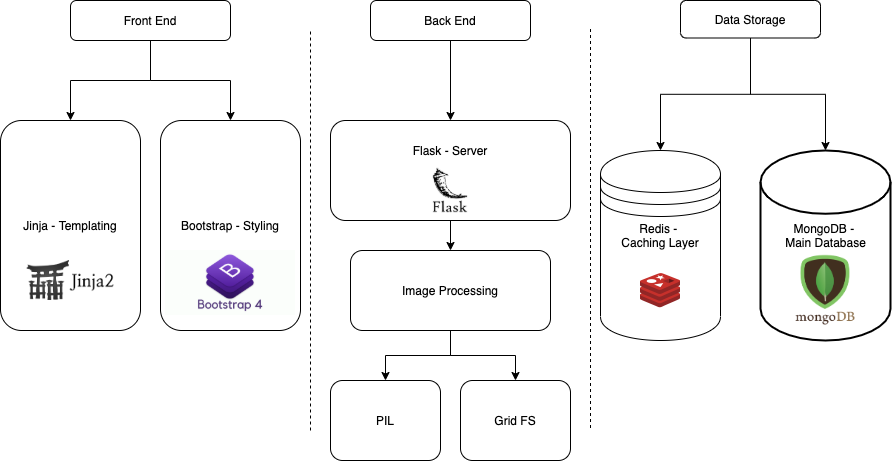 Front End
Jinja - Templating
Jinja2
Bootstrap - Styling
B
Bootstrap 4
Back End
Flask - Server
Flask
Image Processing
PIL
Grid FS
Data Storage
Redis -
Caching Layer
MongoDB -
Main Database
mongoDB